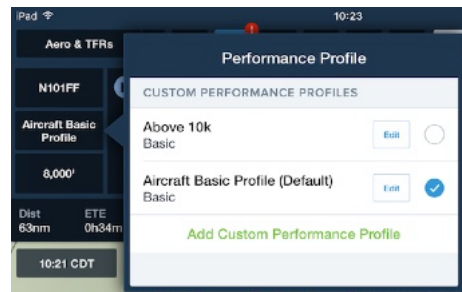 iPad 10:23
Aero & TFRs
Performance Profile
N101FF
CUSTOM PERFORMANCE PROFILES
Aircraft Basic
Profile
Above 10k
Basic
Edit
8,000'
Aircraft Basic Profile (Default)
Basic
Edit
Dist ETE
63nm 0h34m
Add Custom Performance Profile
10:21 CDT